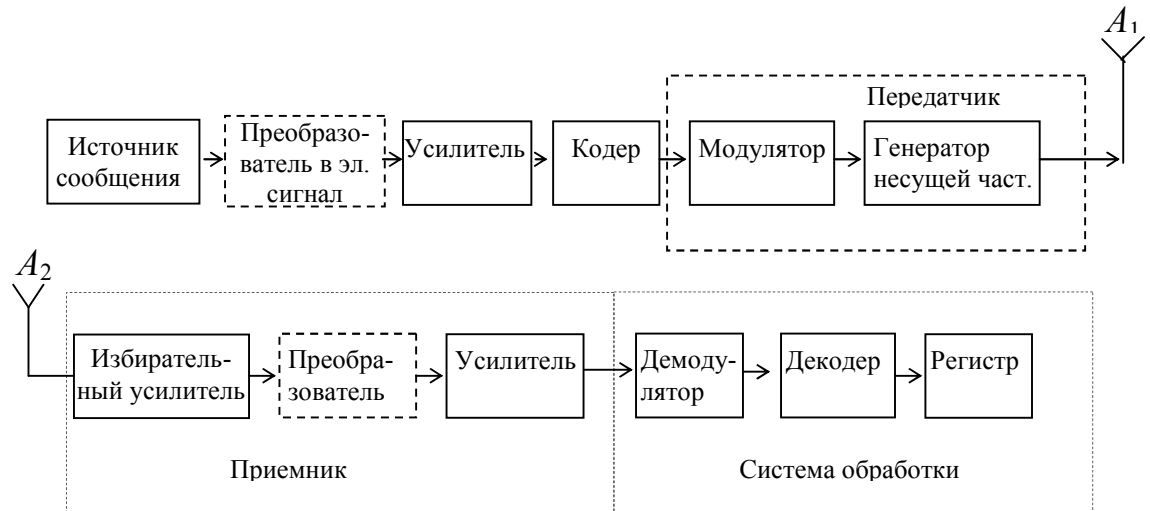 A₁
Передатчик
Источник
сообщения
Преобразо-
ватель в эл.
сигнал
Усилитель
Кодер
Модулятор
Генератор
несущей част.
A₂
Избиратель-
ный усилитель
Преобра-
зователь
Усилитель
Демоду-
лятор
Декодер
Регистр
Приемник
Система обработки